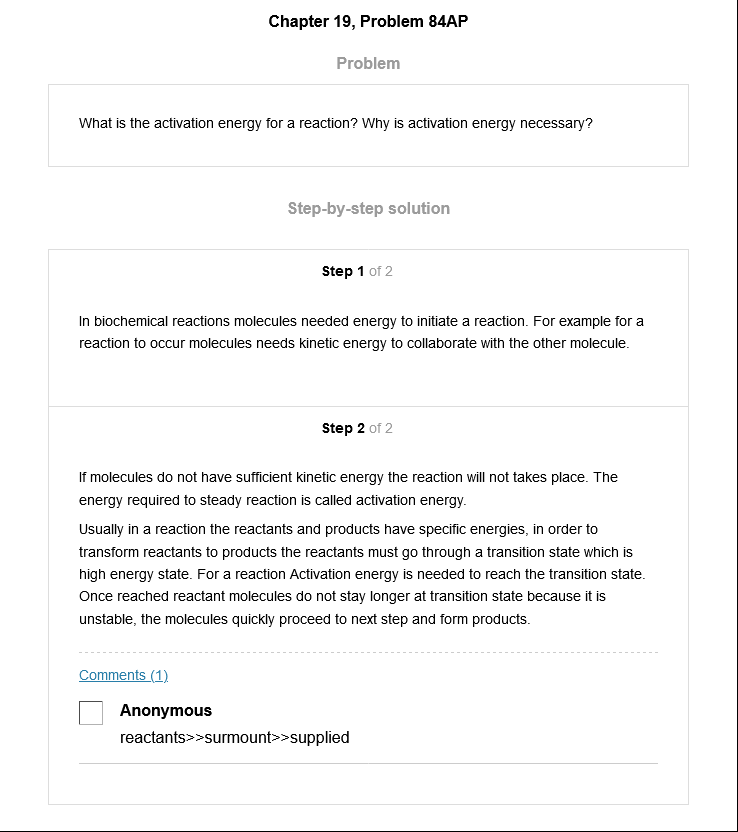 Chapter 19, Problem 84AP
Problem
What is the activation energy for a reaction? Why is activation energy necessary?
Step-by-step solution
Step 1 of 2
In biochemical reactions molecules needed energy to initiate a reaction. For example for a
reaction to occur molecules needs kinetic energy to collaborate with the other molecule.
Step 2 of 2
If molecules do not have sufficient kinetic energy the reaction will not takes place. The
energy required to steady reaction is called activation energy.
Usually in a reaction the reactants and products have specific energies, in order to
transform reactants to products the reactants must go through a transition state which is
high energy state. For a reaction Activation energy is needed to reach the transition state.
Once reached reactant molecules do not stay longer at transition state because it is
unstable, the molecules quickly proceed to next step and form products.
Comments (1)
Anonymous
reactants>>surmount>>supplied